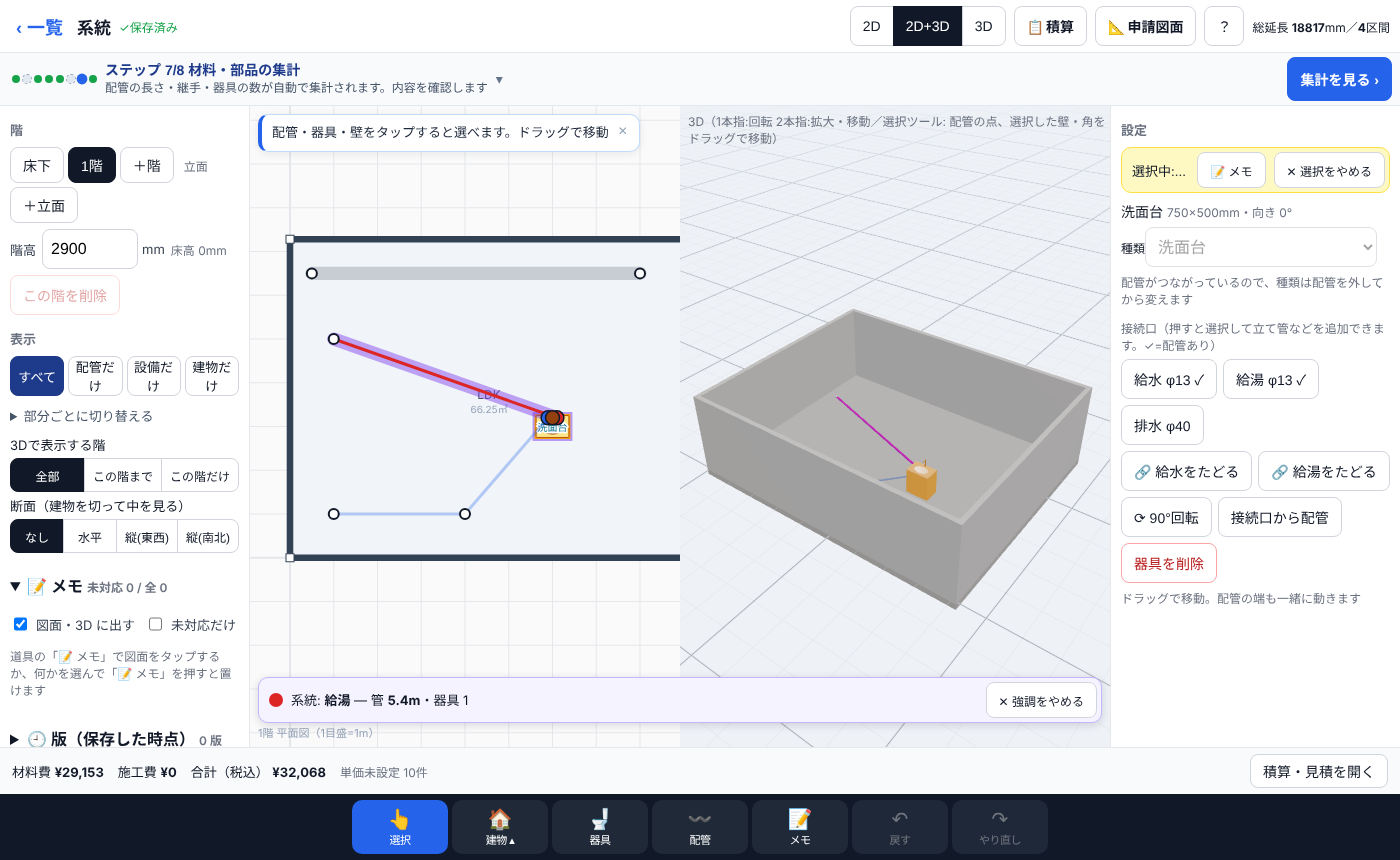 ‹ 一覧 系統 ✓保存済み
2D 2D+3D 3D 📋 積算 📐 申請図面 ? 総延長 18817mm／4区間
ステップ 7/8 材料・部品の集計
配管の長さ・継手・器具の数が自動で集計されます。内容を確認します ▼
集計を見る ›
階
床下 1階 ＋階 立面
＋立面
階高 2900 mm 床高 0mm
この階を削除
表示
すべて 配管だけ 設備だけ 建物だけ
▶ 部分ごとに切り替える
3Dで表示する階
全部 この階まで この階だけ
断面（建物を切って中を見る）
なし 水平 縦(東西) 縦(南北)
▼ 📝 メモ 未対応 0 / 全 0
図面・3D に出す 未対応だけ
道具の「📝 メモ」で図面をタップする
か、何かを選んで「📝 メモ」を押すと置
けます
▶ 🕘 版（保存した時点） 0 版
配管・器具・壁をタップすると選べます。ドラッグで移動 ×
LDK
66.25㎡
洗面台
3D（1本指:回転 2本指:拡大・移動／選択ツール: 配管の点、選択した壁・角を
ドラッグで移動）
系統: 給湯 — 管 5.4m・器具 1
✕ 強調をやめる
1階 平面図（1目盛=1m）
設定
選択中:... 📝 メモ ✕ 選択をやめる
洗面台 750×500mm・向き 0°
種類 洗面台
配管がつながっているので、種類は配管を外して
から変えます
接続口（押すと選択して立て管などを追加できま
す。✓=配管あり）
給水 φ13 ✓ 給湯 φ13 ✓
排水 φ40
🔗 給水をたどる 🔗 給湯をたどる
⟳ 90°回転 接続口から配管
器具を削除
ドラッグで移動。配管の端も一緒に動きます
材料費 ¥29,153 施工費 ¥0 合計（税込） ¥32,068 単価未設定 10件
積算・見積を開く
選択 建物▲ 器具 配管 メモ 戻す やり直し